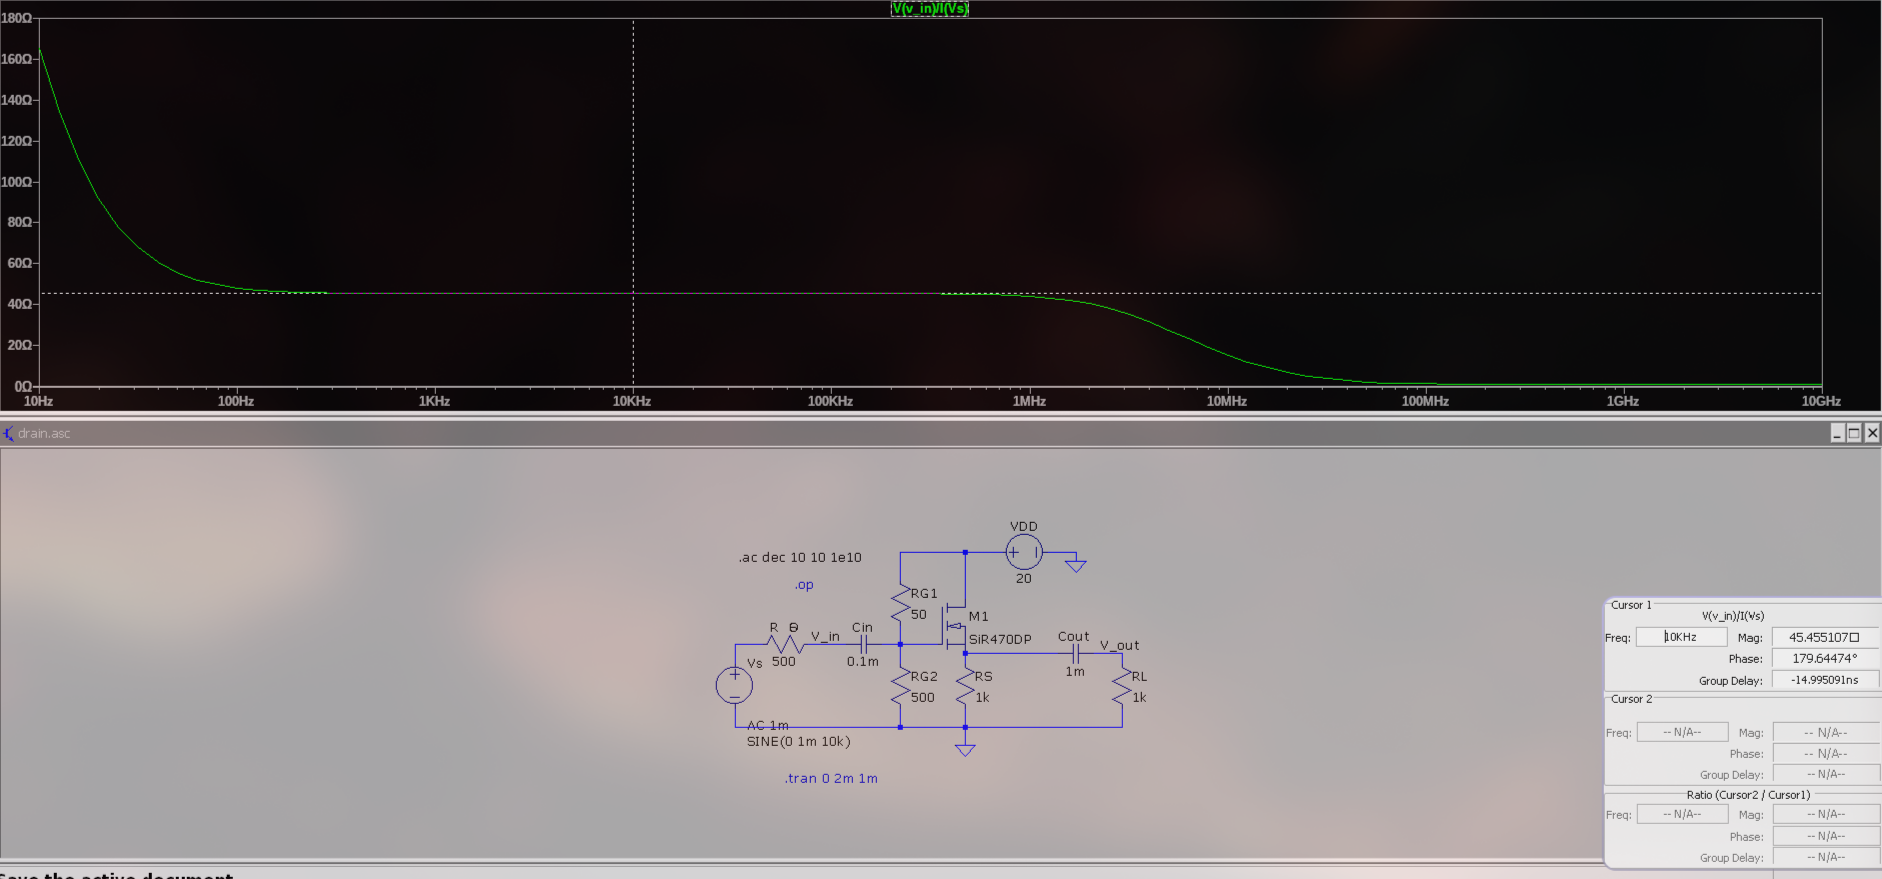 V(v_in)/I(Vs)
180Ω
160Ω
140Ω
120Ω
100Ω
80Ω
60Ω
40Ω
20Ω
0Ω
10Hz 100Hz 1KHz 10KHz 100KHz 1MHz 10MHz 100MHz 1GHz 10GHz
drain.asc
VDD
20
.ac dec 10 10 1e10
.op
RG1
50
M1
SiR470DP
R
500
V_in
Cin
0.1m
Vs
RG2
500
RS
1k
Cout
1m
V_out
RL
1k
AC 1m
SINE(0 1m 10k)
.tran 0 2m 1m
Cursor 1
V(v_in)/I(Vs)
Freq: 10KHz Mag: 45.455107□
Phase: 179.64474°
Group Delay: -14.995091ns
Cursor 2
Freq: -- N/A-- Mag: -- N/A--
Phase: -- N/A--
Group Delay: -- N/A--
Ratio (Cursor2 / Cursor1)
Freq: -- N/A-- Mag: -- N/A--
Phase: -- N/A--
Group Delay: -- N/A--
Save the active document